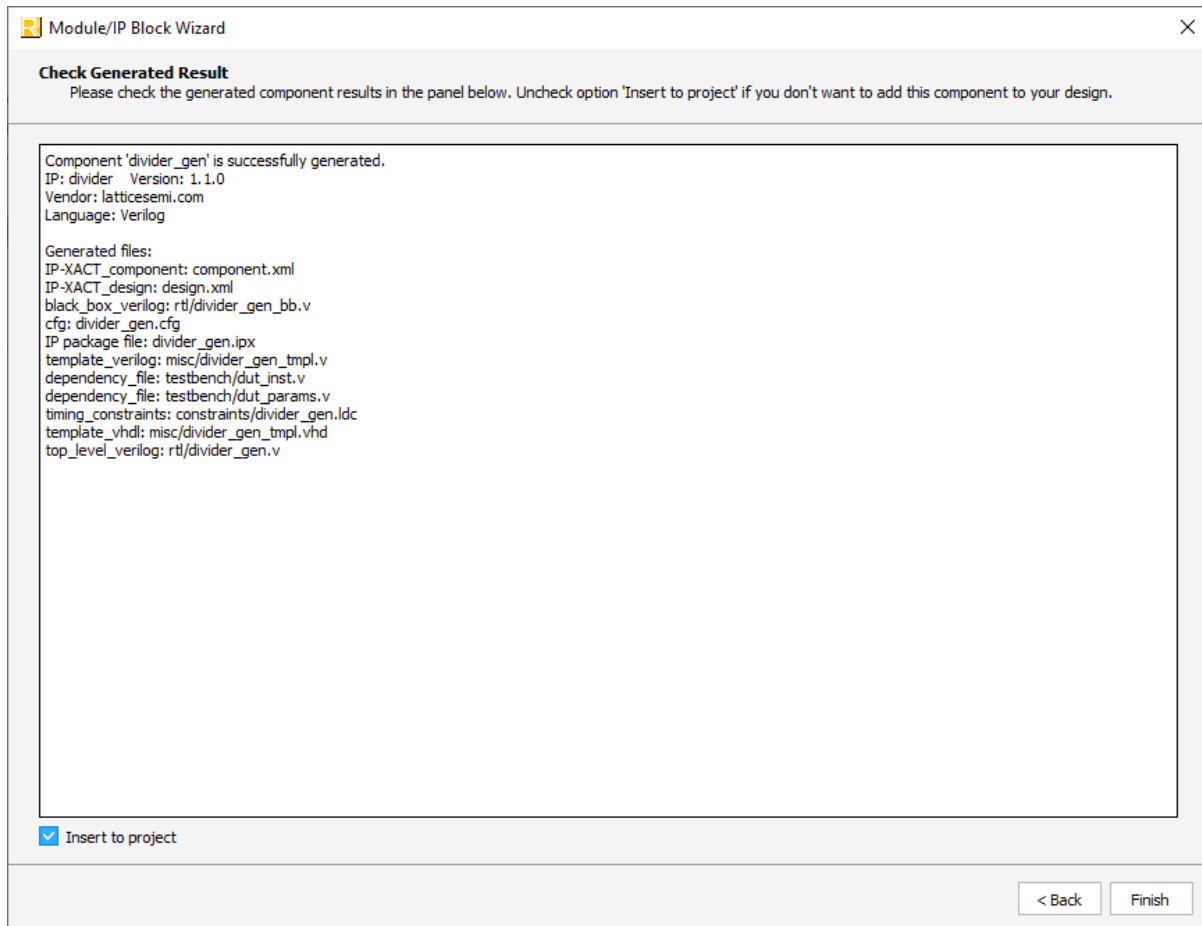 Module/IP Block Wizard
Check Generated Result
Please check the generated component results in the panel below. Uncheck option 'Insert to project' if you don't want to add this component to your design.
Component 'divider_gen' is successfully generated.
IP: divider    Version: 1.1.0
Vendor: latticesemi.com
Language: Verilog
Generated files:
IP-XACT_component: component.xml
IP-XACT_design: design.xml
black_box_verilog: rtl/divider_gen_bb.v
cfg: divider_gen.cfg
IP package file: divider_gen.ipx
template_verilog: misc/divider_gen_tmpl.v
dependency_file: testbench/dut_inst.v
dependency_file: testbench/dut_params.v
timing_constraints: constraints/divider_gen.ldc
template_vhdl: misc/divider_gen_tmpl.vhd
top_level_verilog: rtl/divider_gen.v
Insert to project
< Back
Finish